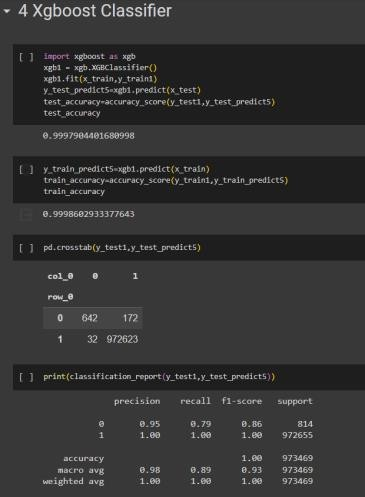 4 Xgboost Classifier
[ ] import xgboost as xgb
xgb1 = xgb.XGBClassifier()
xgb1.fit(x_train,y_train1)
y_test_predict5=xgb1.predict(x_test)
test_accuracy=accuracy_score(y_test1,y_test_predict5)
test_accuracy
0.9997904401680998
[ ] y_train_predict5=xgb1.predict(x_train)
train_accuracy=accuracy_score(y_train1,y_train_predict5)
train_accuracy
0.9998602933377643
[ ] pd.crosstab(y_test1,y_test_predict5)
col_0 0 1
row_0
0 642 172
1 32 972623
[ ] print(classification_report(y_test1,y_test_predict5))
precision recall f1-score support
0 0.95 0.79 0.86 814
1 1.00 1.00 1.00 972655
accuracy 1.00 973469
macro avg 0.98 0.89 0.93 973469
weighted avg 1.00 1.00 1.00 973469